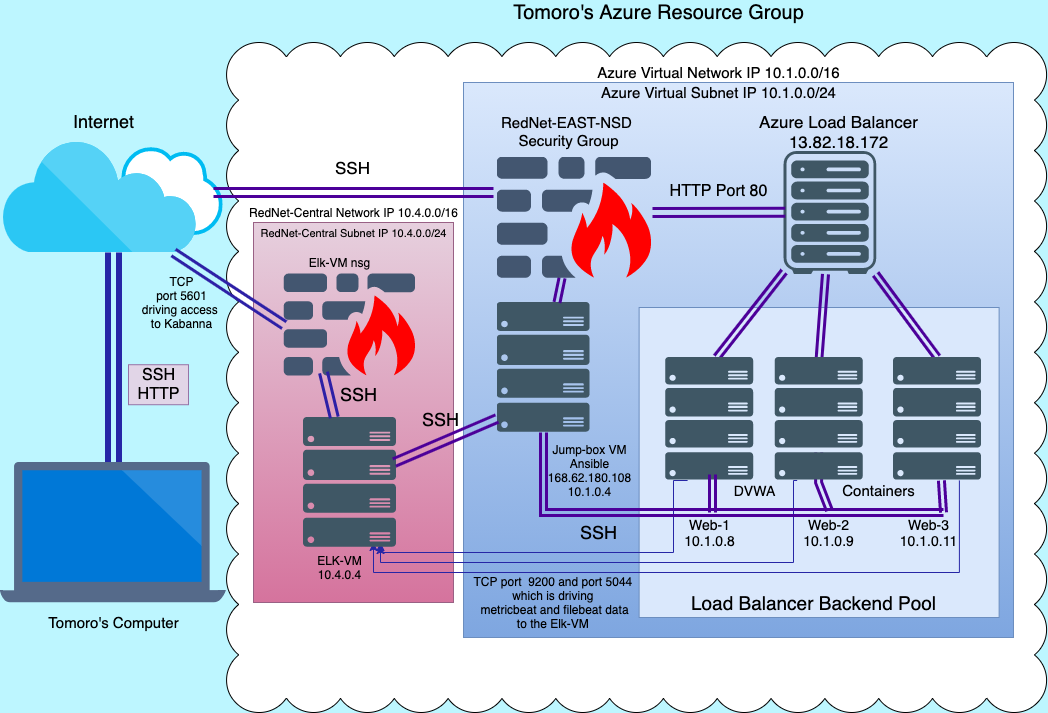 Tomoro's Azure Resource Group
Azure Virtual Network IP 10.1.0.0/16
Azure Virtual Subnet IP 10.1.0.0/24
Internet
RedNet-EAST-NSD
Security Group
Azure Load Balancer
13.82.18.172
SSH
HTTP Port 80
RedNet-Central Network IP 10.4.0.0/16
RedNet-Central Subnet IP 10.4.0.0/24
Elk-VM nsg
TCP
port 5601
driving access
to Kabanna
SSH
HTTP
SSH
SSH
Jump-box VM
Ansible
168.62.180.108
10.1.0.4
DVWA
Containers
SSH
Web-1
10.1.0.8
Web-2
10.1.0.9
Web-3
10.1.0.11
ELK-VM
10.4.0.4
TCP port 9200 and port 5044
which is driving
metricbeat and filebeat data
to the Elk-VM
Load Balancer Backend Pool
Tomoro's Computer